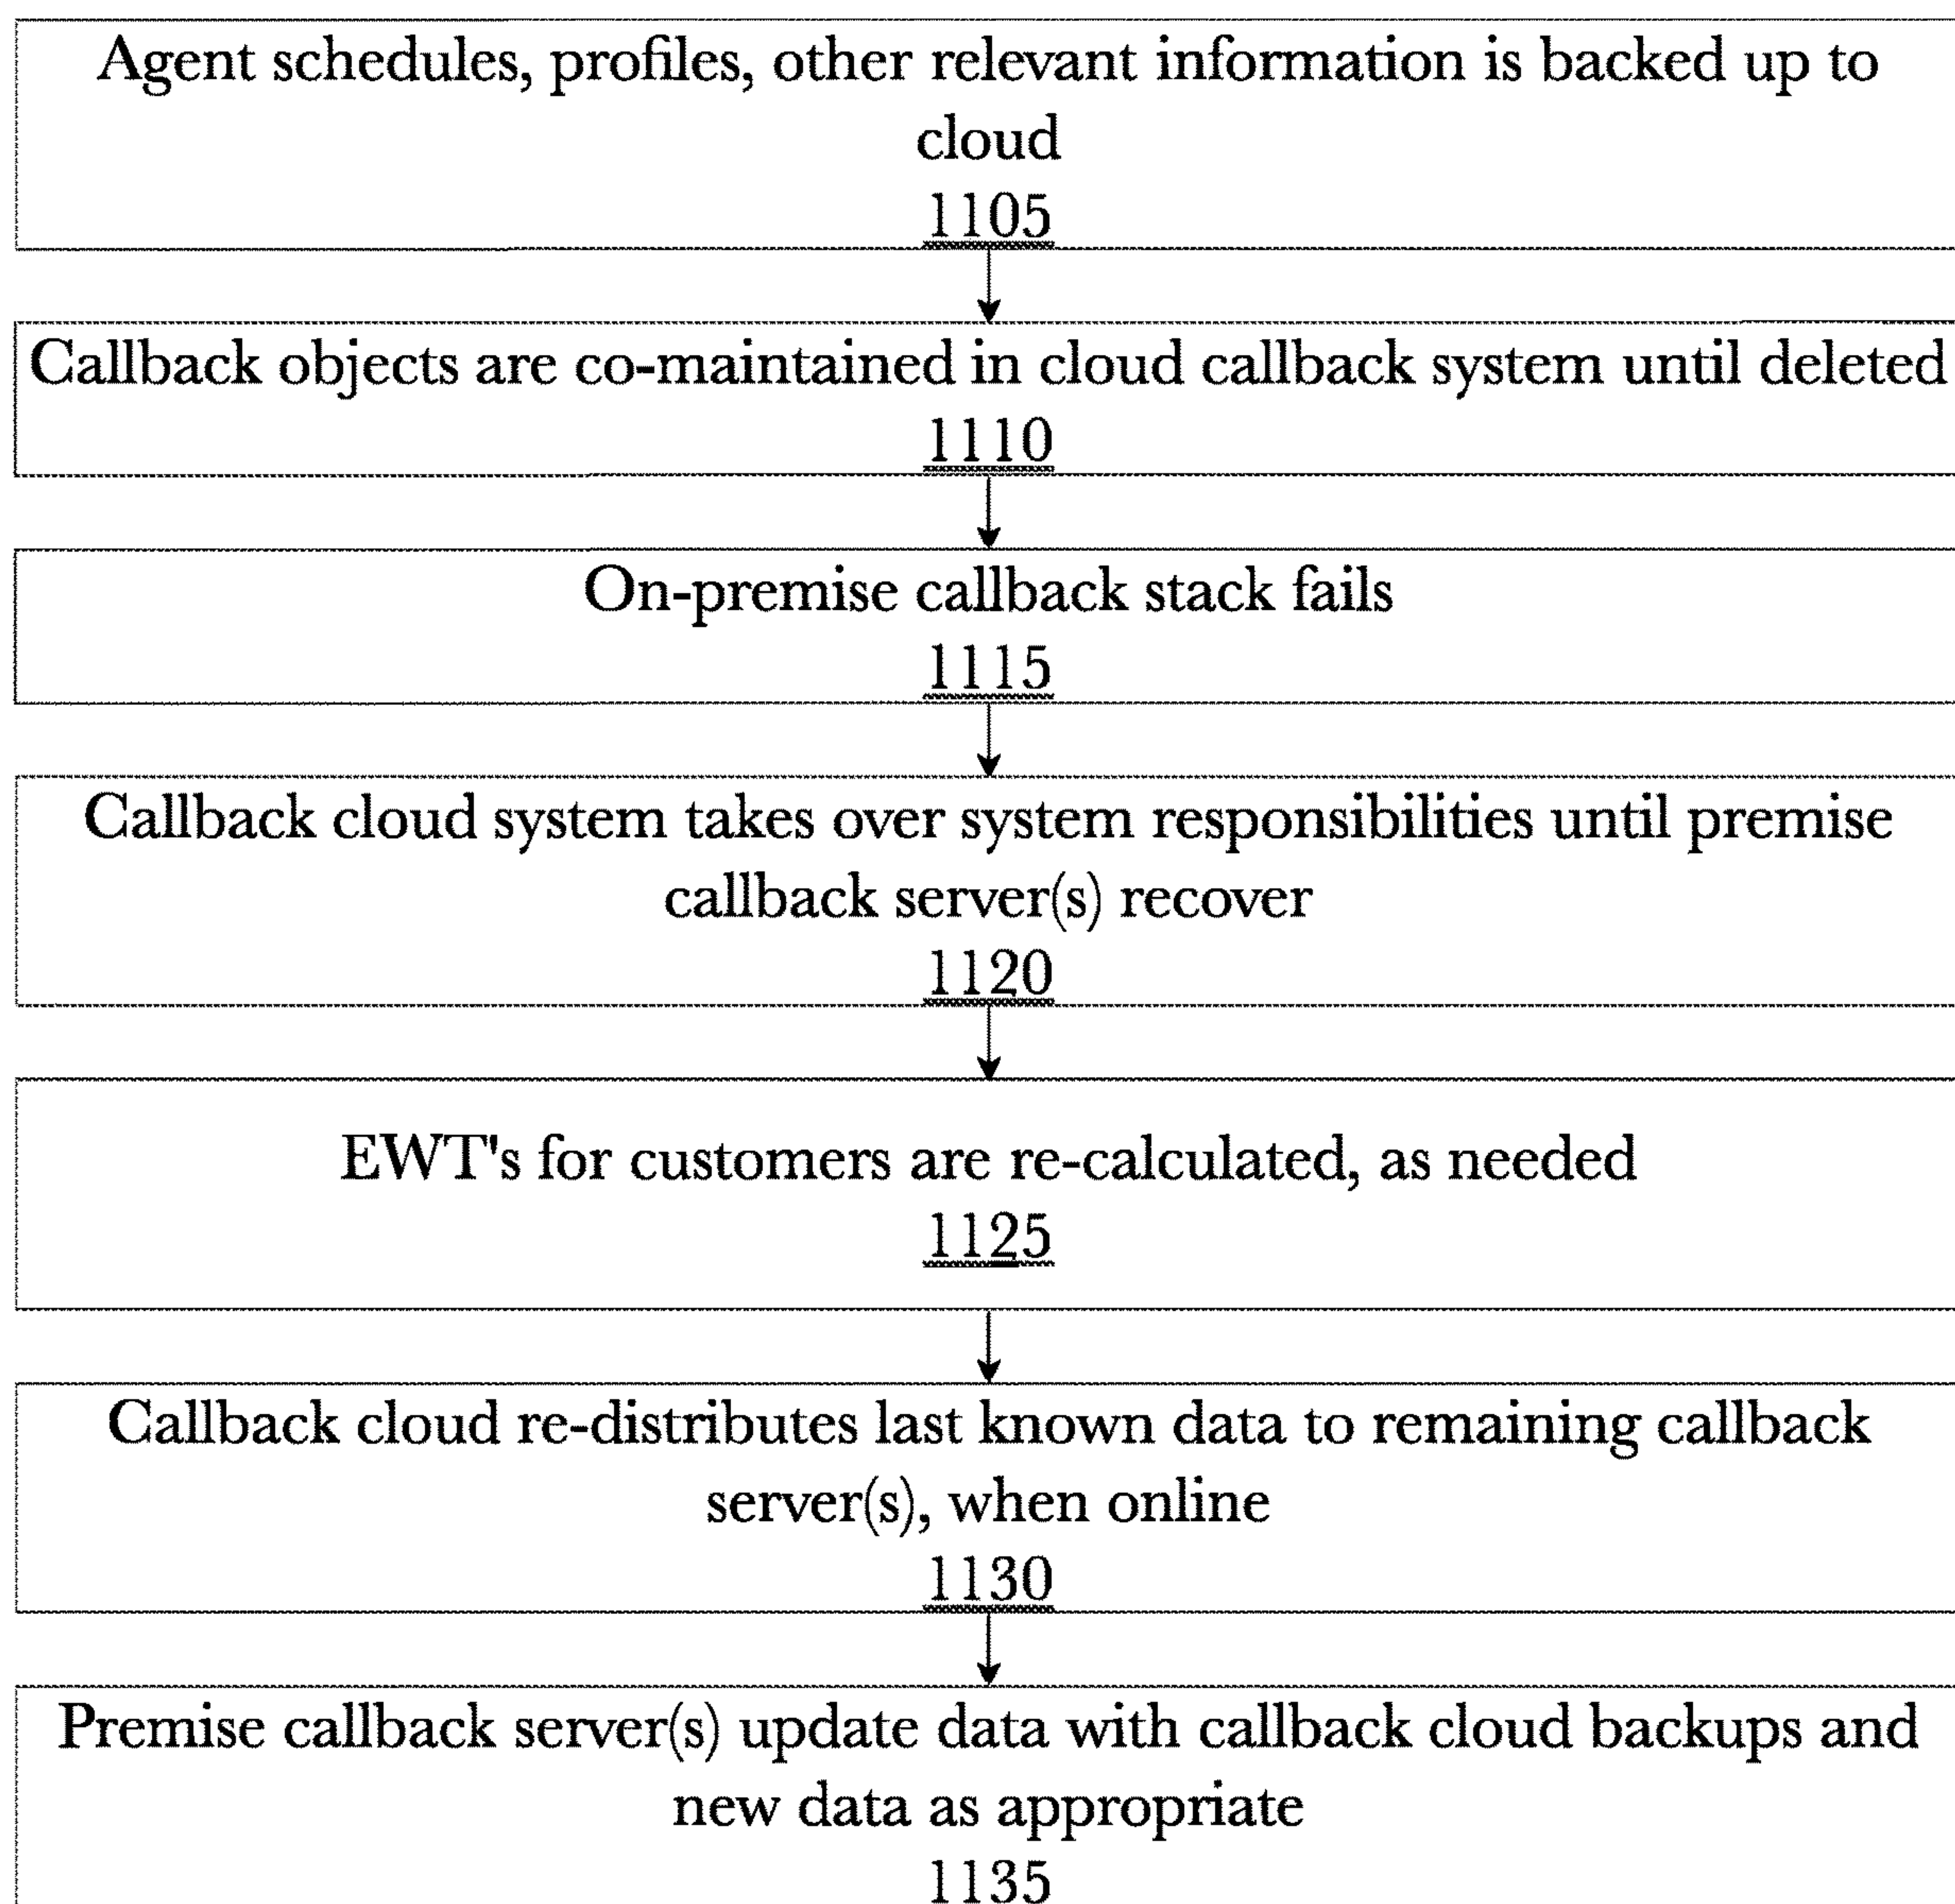 Agent schedules, profiles, other relevant information is backed up to
cloud
1105
Callback objects are co-maintained in cloud callback system until deleted
1110
On-premise callback stack fails
1115
Callback cloud system takes over system responsibilities until premise
callback server(s) recover
1120
EWT's for customers are re-calculated, as needed
1125
Callback cloud re-distributes last known data to remaining callback
server(s), when online
1130
Premise callback server(s) update data with callback cloud backups and
new data as appropriate
1135